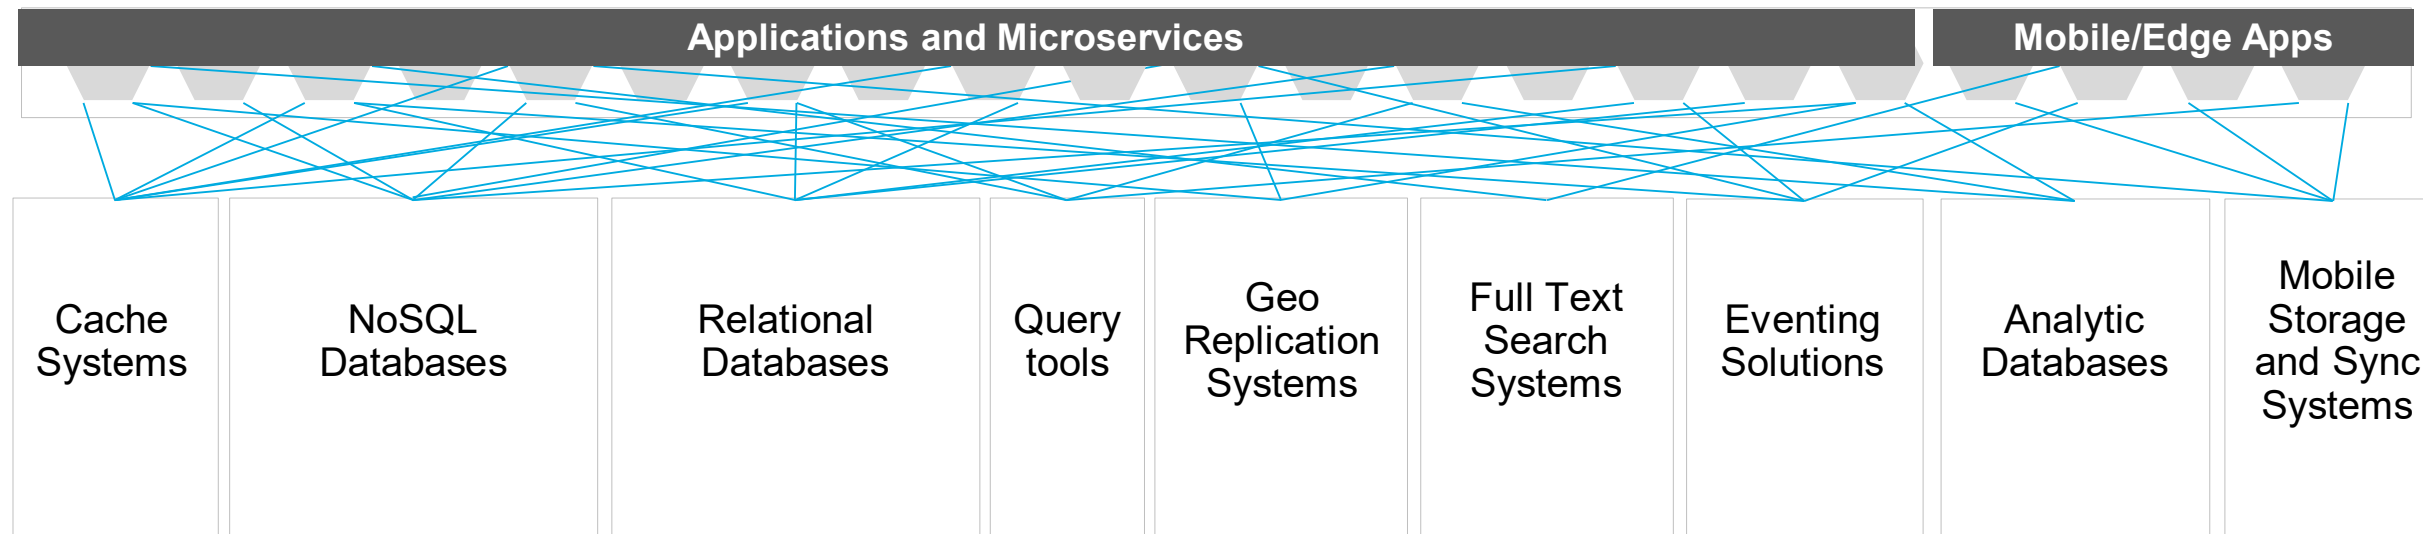 Applications and Microservices
Mobile/Edge Apps
Cache
Systems
NoSQL
Databases
Relational
Databases
Query
tools
Geo
Replication
Systems
Full Text
Search
Systems
Eventing
Solutions
Analytic
Databases
Mobile
Storage
and Sync
Systems